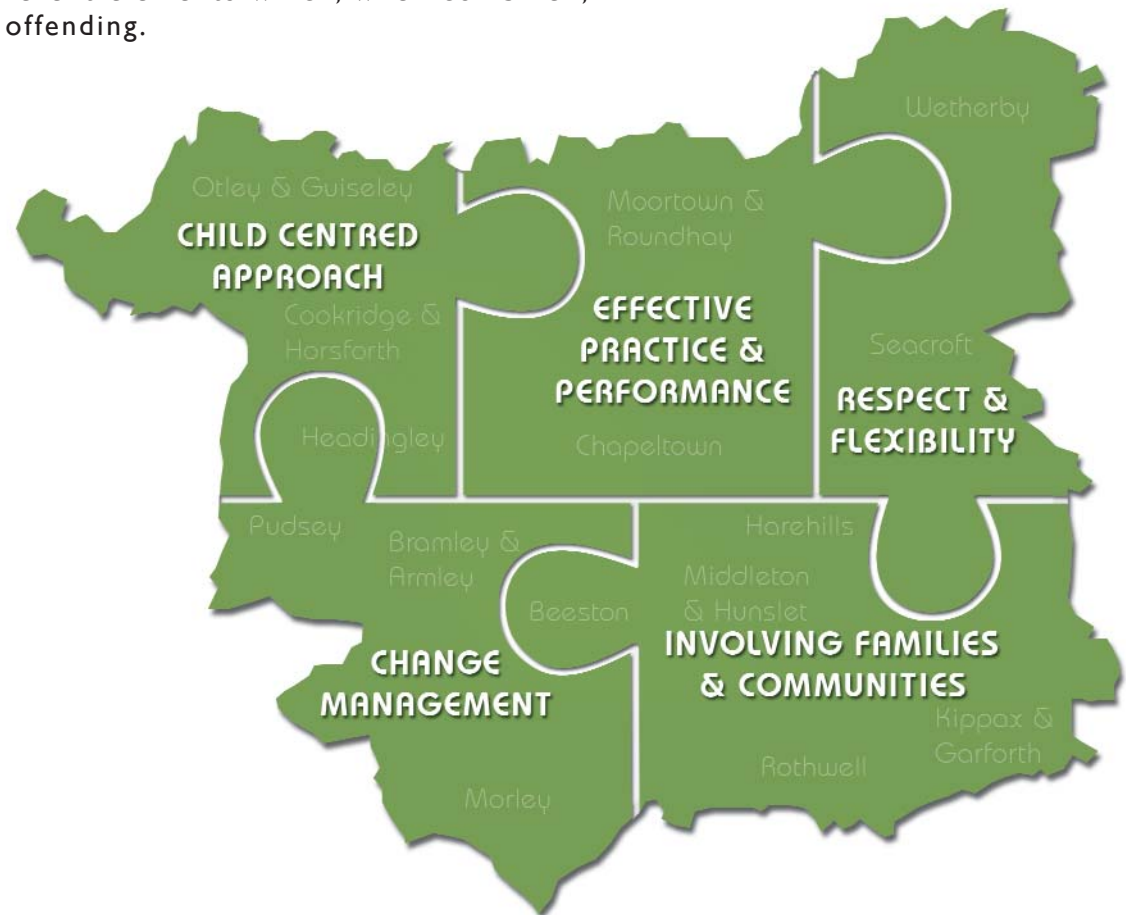 offending.
Wetherby
Otley & Guiseley
CHILD CENTRED
APPROACH
Moortown &
Roundhay
Cookridge &
Horsforth
EFFECTIVE
PRACTICE &
PERFORMANCE
Seacroft
RESPECT &
FLEXIBILITY
Headingley
Chapeltown
Pudsey
Bramley &
Armley
Harehills
Middleton
& Hunslet
Beeston
CHANGE
MANAGEMENT
INVOLVING FAMILIES
& COMMUNITIES
Kippax &
Garforth
Rothwell
Morley